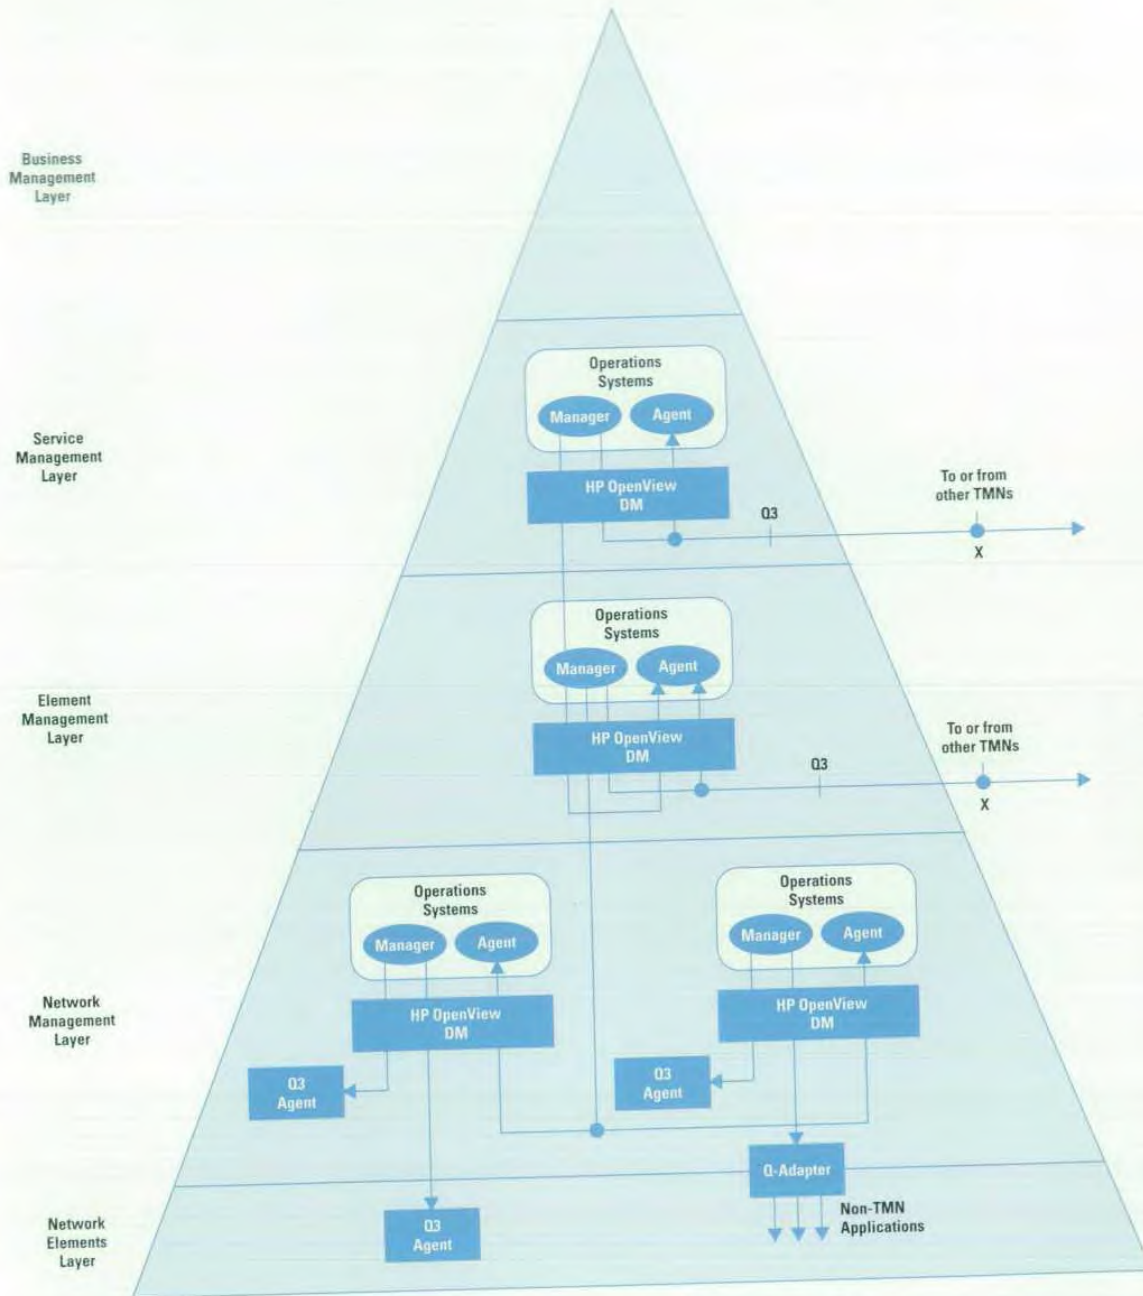 Business
Management
Layer
Service
Management
Layer
Operations
Systems
Manager
Agent
HP OpenView
DM
Q3
To or from
other TMNs
X
Element
Management
Layer
Operations
Systems
Manager
Agent
HP OpenView
DM
Q3
To or from
other TMNs
X
Network
Management
Layer
Operations
Systems
Manager
Agent
HP OpenView
DM
Q3
Agent
Operations
Systems
Manager
Agent
HP OpenView
DM
Q3
Agent
Q-Adapter
Network
Elements
Layer
Q3
Agent
Non-TMN
Applications